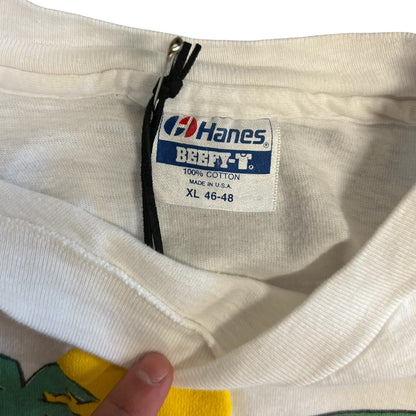 Hanes®
BEEFY-T®
100% COTTON
MADE IN U.S.A.
XL 46-48